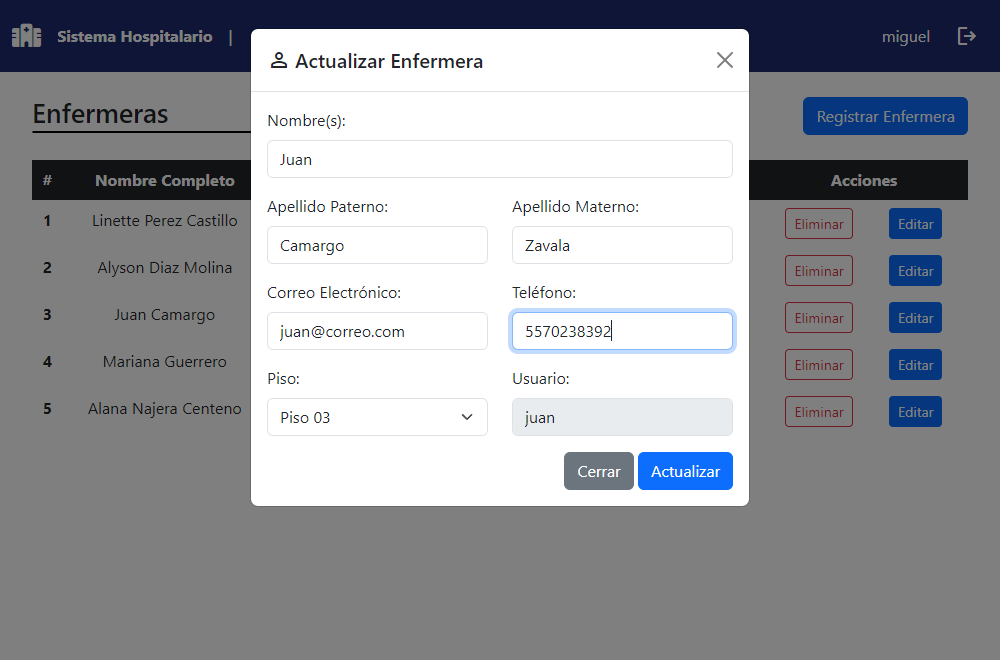 Sistema Hospitalario |
miguel
Enfermeras
Registrar Enfermera
# Nombre Completo Acciones
1 Linette Perez Castillo Eliminar Editar
2 Alyson Diaz Molina Eliminar Editar
3 Juan Camargo Eliminar Editar
4 Mariana Guerrero Eliminar Editar
5 Alana Najera Centeno Eliminar Editar
Actualizar Enfermera
Nombre(s):
Juan
Apellido Paterno: Apellido Materno:
Camargo Zavala
Correo Electrónico: Teléfono:
juan@correo.com 5570238392
Piso: Usuario:
Piso 03 juan
Cerrar Actualizar